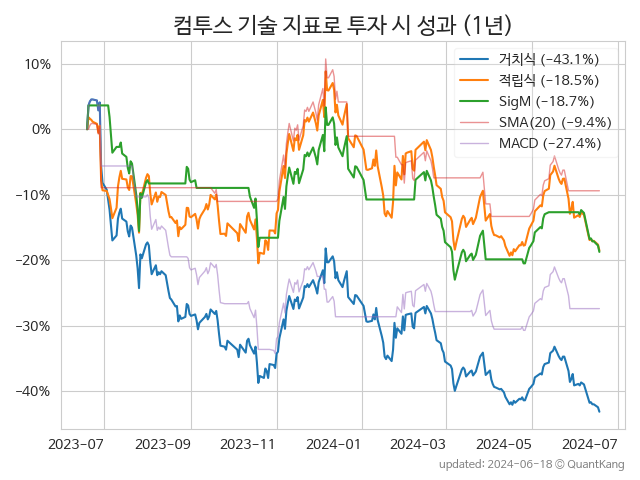 컴투스 기술 지표로 투자 시 성과 (1년)
거치식 (−43.1%)
적립식 (−18.5%)
SigM (−18.7%)
SMA(20) (−9.4%)
MACD (−27.4%)
10%
0%
−10%
−20%
−30%
−40%
2023-07 2023-09 2023-11 2024-01 2024-03 2024-05 2024-07
updated: 2024-06-18 © QuantKang